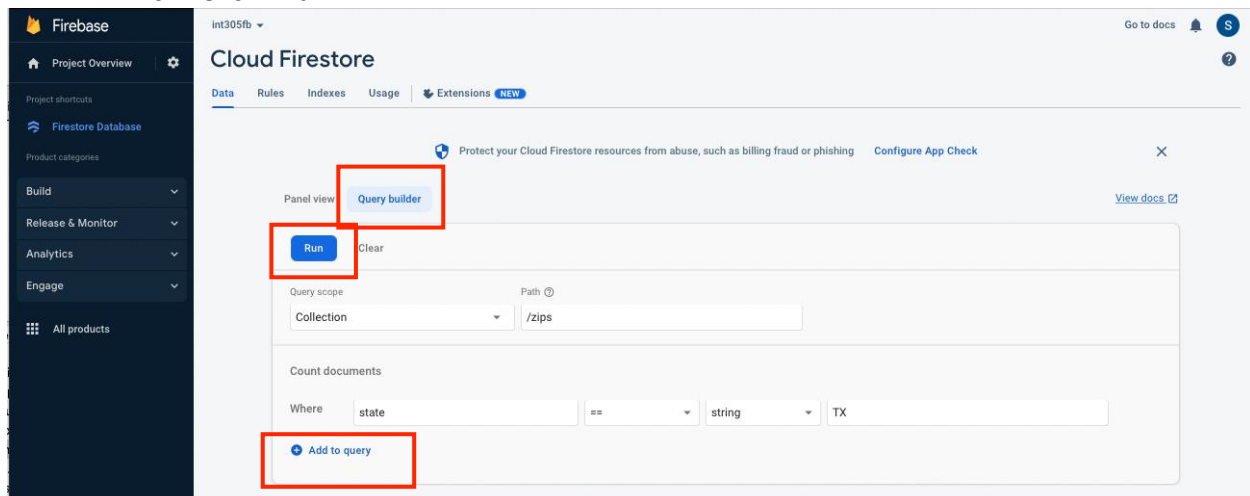 Firebase
int305fb
Go to docs
S
Project Overview
Cloud Firestore
Data Rules Indexes Usage Extensions NEW
Project shortcuts
Firestore Database
Product categories
Protect your Cloud Firestore resources from abuse, such as billing fraud or phishing Configure App Check
Build
Panel view Query builder
View docs
Release & Monitor
Run Clear
Analytics
Engage
Query scope Path
Collection /zips
All products
Count documents
Where state == string TX
Add to query